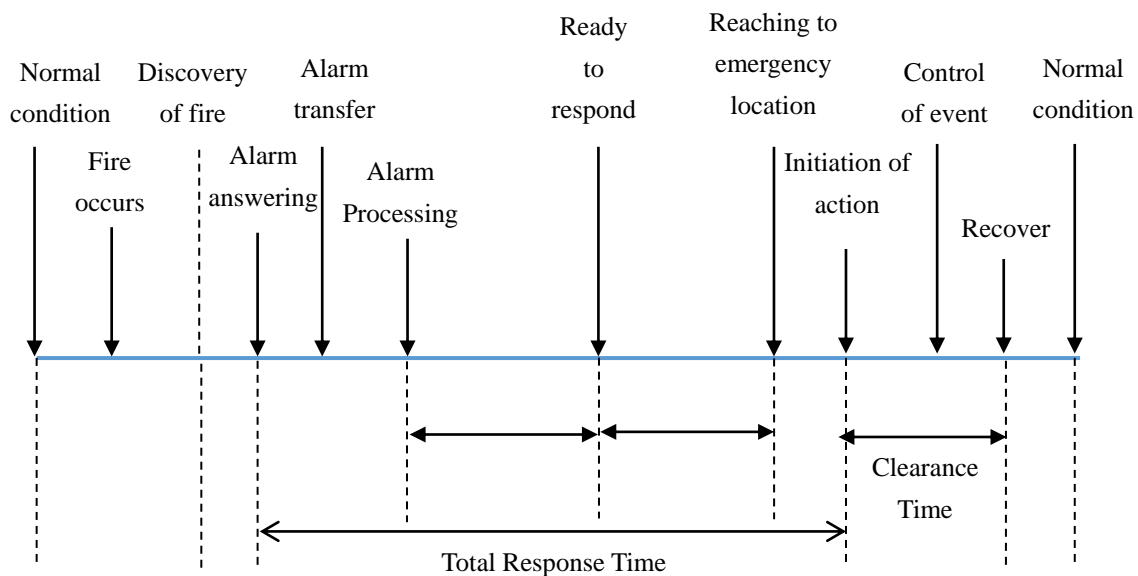 Normal
condition
Fire
occurs
Discovery
of fire
Alarm
answering
Alarm
transfer
Alarm
Processing
Ready
to
respond
Reaching to
emergency
location
Initiation of
action
Control
of event
Recover
Normal
condition
Clearance
Time
Total Response Time